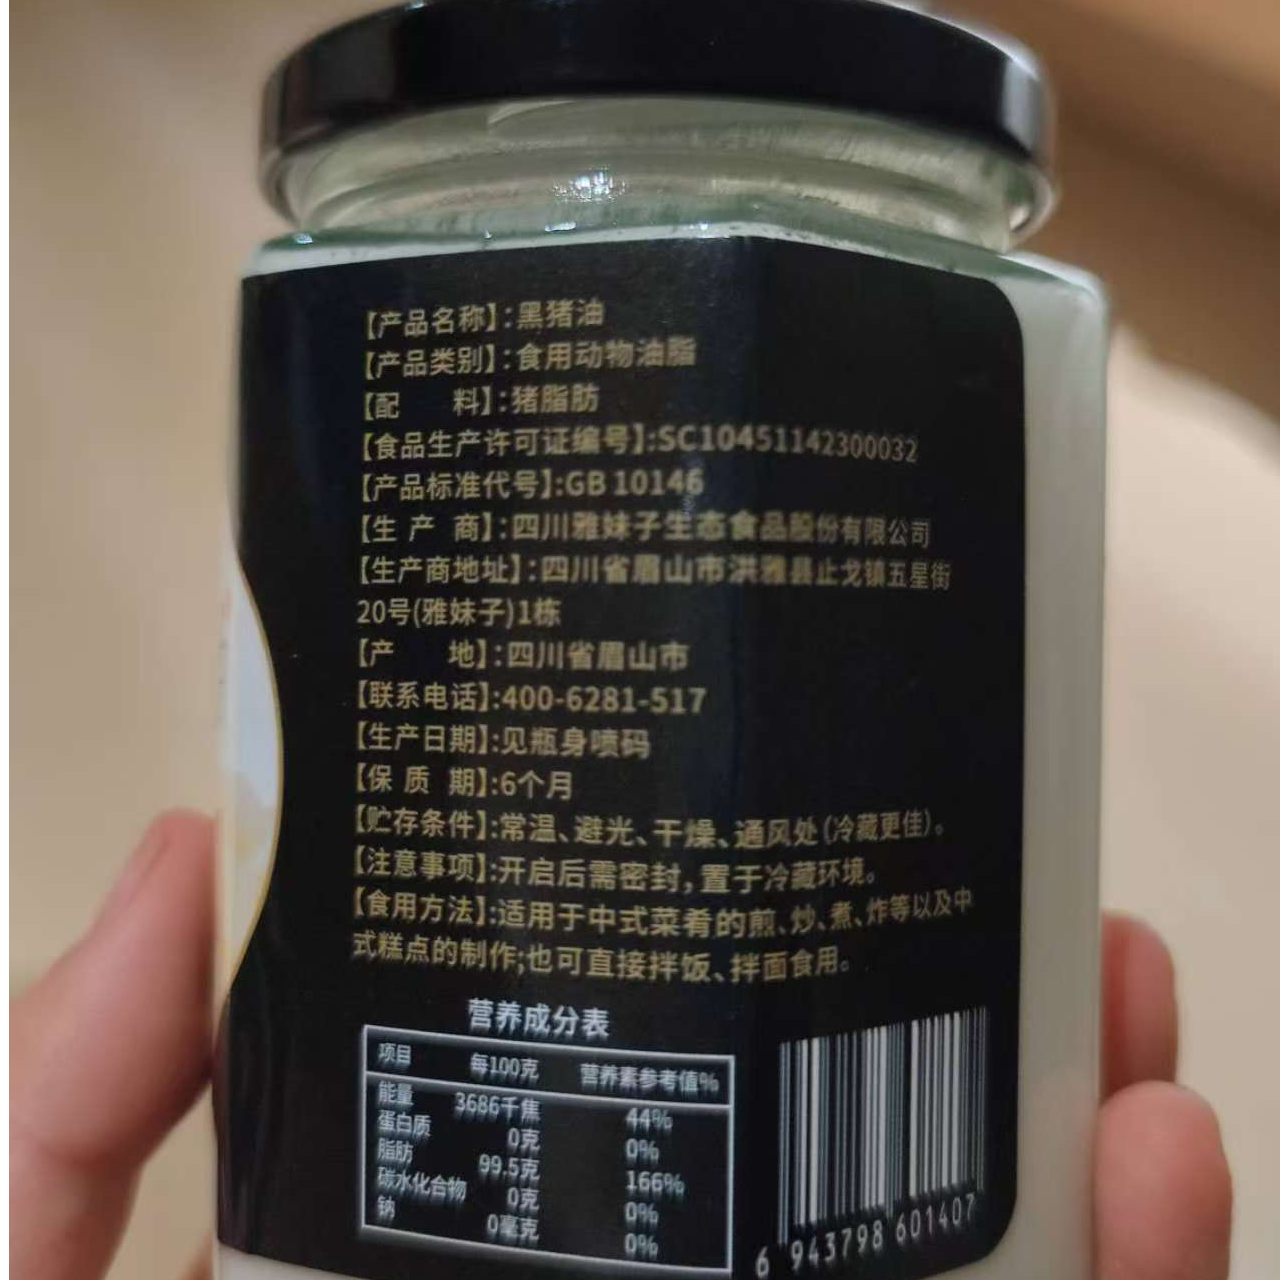 【产品名称】:黑猪油
【产品类别】:食用动物油脂
【配 料】:猪脂肪
【食品生产许可证编号】:SC10451142300032
【产品标准代号】:GB 10146
【生 产 商】:四川雅妹子生态食品股份有限公司
【生产商地址】:四川省眉山市洪雅县止戈镇五星街
20号(雅妹子)1栋
【产 地】:四川省眉山市
【联系电话】:400-6281-517
【生产日期】:见瓶身喷码
【保 质 期】:6个月
【贮存条件】:常温、避光、干燥、通风处(冷藏更佳)。
【注意事项】:开启后需密封,置于冷藏环境。
【食用方法】:适用于中式菜肴的煎、炒、煮、炸等以及中
式糕点的制作;也可直接拌饭、拌面食用。
营养成分表
项目 每100克 营养素参考值%
能量 3686千焦 44%
蛋白质 0克 0%
脂肪 99.5克 166%
碳水化合物 0克 0%
钠 0毫克 0%
6 943798 601407